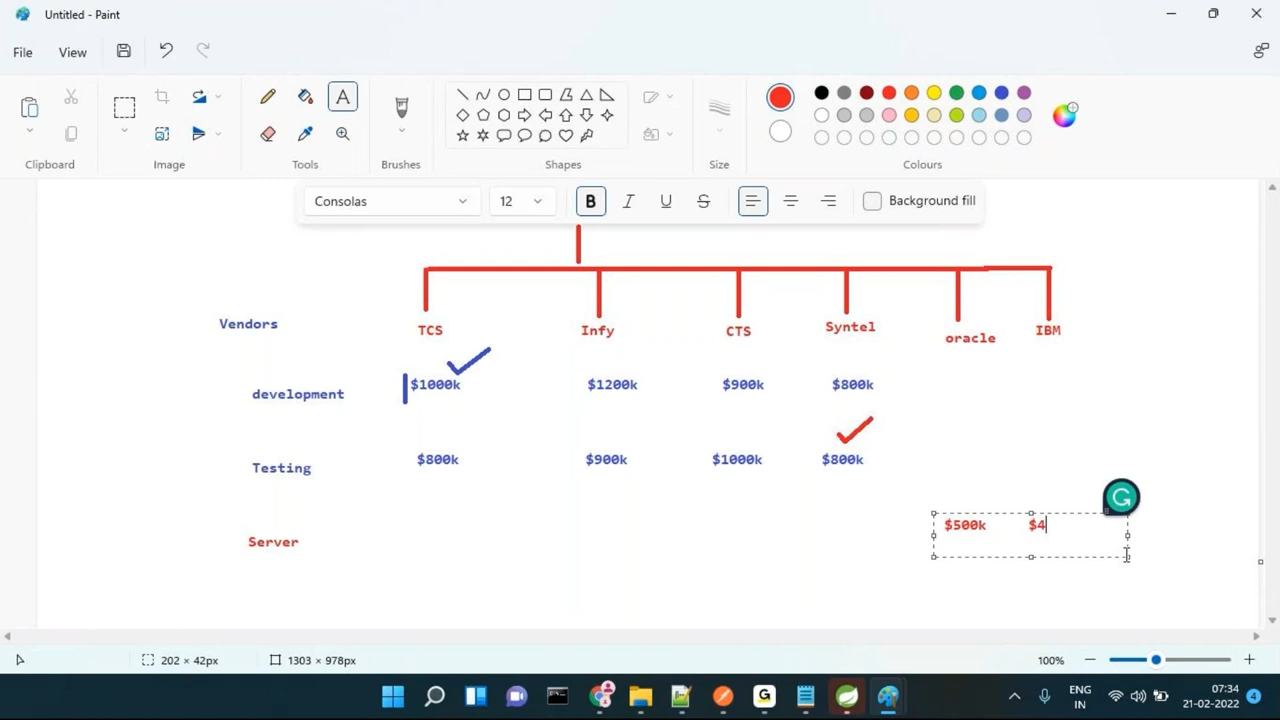 Untitled - Paint
File View
Clipboard Image Tools Brushes Shapes Size Colours
Consolas 12 B I U S Background fill
Vendors TCS Infy CTS Syntel oracle IBM
development $1000k $1200k $900k $800k
Testing $800k $900k $1000k $800k
Server $500k $4
202 × 42px 1303 × 978px 100%
ENG 07:34
IN 21-02-2022 4